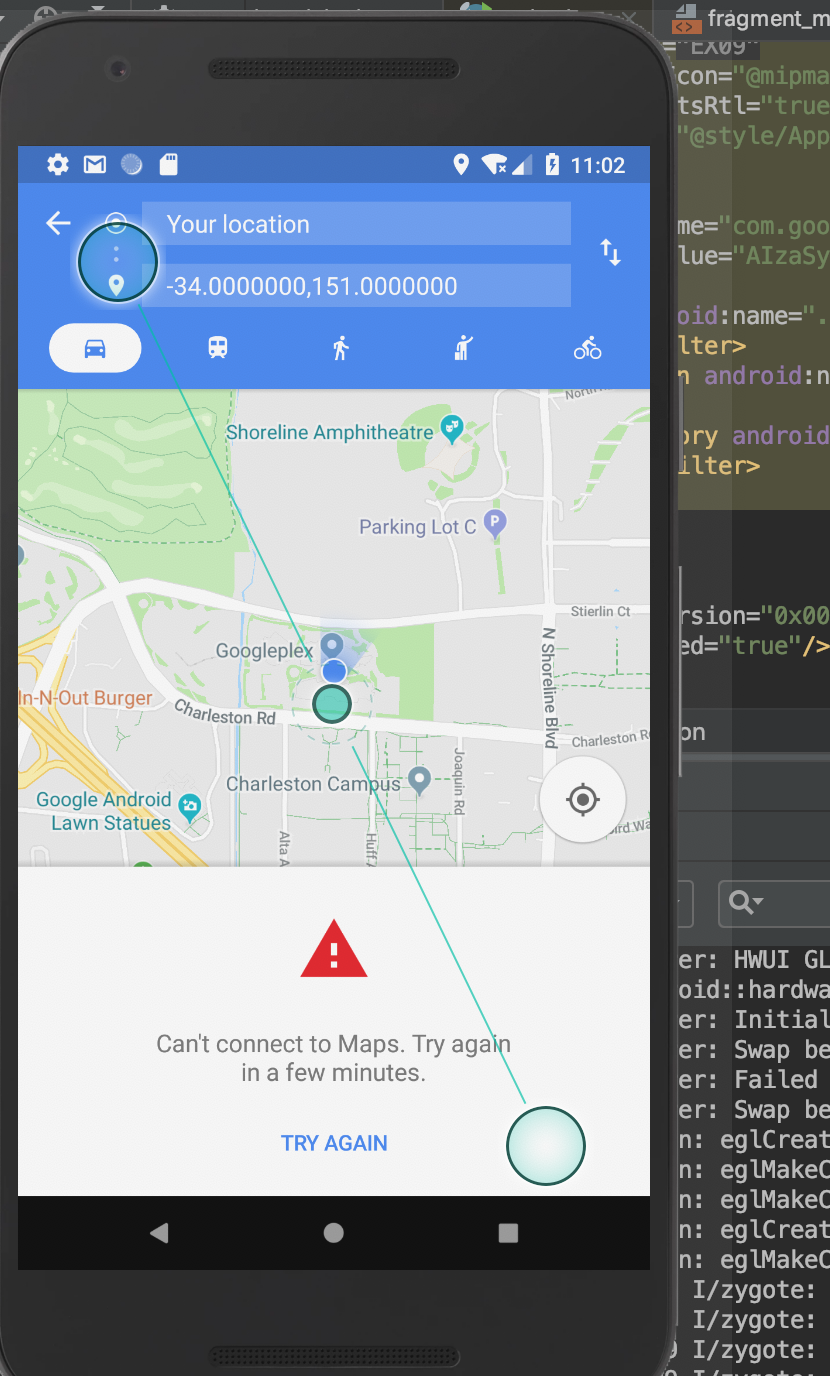 fragment_m
="EX09"
con="@mipma
tsRtl="true
"@style/App
11:02
Your location
-34.0000000,151.0000000
me="com.goo
lue="AIzaSy
oid:name=".
lter>
n android:n
ory android
ilter>
North
Shoreline Amphitheatre
Parking Lot C
P
Stierlin Ct
N Shoreline Blvd
Googleplex
In-N-Out Burger
Charleston Rd
Charleston R
Charleston Campus
Joaquin Rd
Google Android
Lawn Statues
Alta A
Huff
ird Wa
rsion="0x00
ed="true"/>
on
Can't connect to Maps. Try again
in a few minutes.
TRY AGAIN
er: HWUI GL
oid::hardwa
er: Initial
er: Swap be
er: Failed
er: Swap be
n: eglCreat
n: eglMakeC
n: eglMakeC
n: eglCreat
n: eglMakeC
I/zygote:
I/zygote:
I/zygote:
I/zygote: